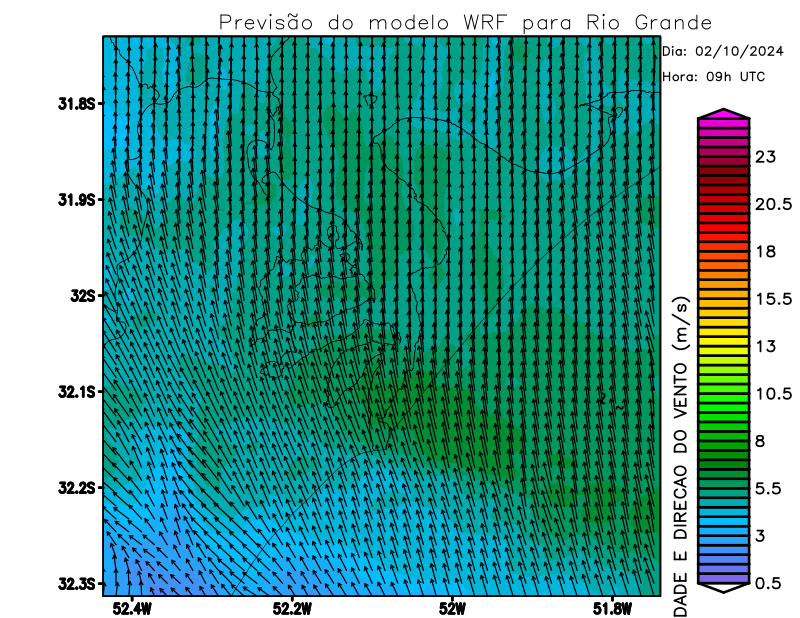 Previsão do modelo WRF para Rio Grande
Dia: 02/10/2024
Hora: 09h UTC
31.8S
31.9S
32S
32.1S
32.2S
32.3S
52.4W
52.2W
52W
51.8W
23
20.5
18
15.5
13
10.5
8
5.5
3
0.5
DADE E DIRECAO DO VENTO (m/s)